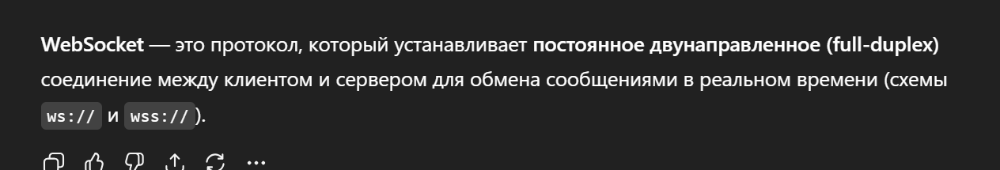 WebSocket — это протокол, который устанавливает постоянное двунаправленное (full-duplex)
соединение между клиентом и сервером для обмена сообщениями в реальном времени (схемы
ws:// и wss://).